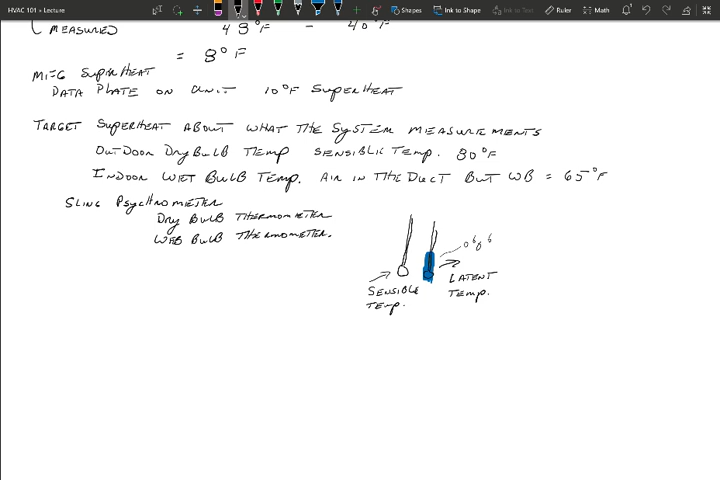 HVAC 101 » Lecture
Shapes
Ink to Shape
Ink to Text
Ruler
Math
MEASURED 48°F - 40°F
= 8°F
MFG SUPERHEAT
DATA PLATE ON UNIT 10°F SUPERHEAT
TARGET SUPERHEAT ABOUT WHAT THE SYSTEM MEASUREMENTS
OUTDOOR DRY BULB TEMP SENSIBLE TEMP. 80°F
INDOOR WET BULB TEMP. AIR IN THE DUCT BUT WB = 65°F
SLING PSYCHROMETER
DRY BULB THERMOMETER
WEB BULB THERMOMETER.
SENSIBLE TEMP.
LATENT TEMP.